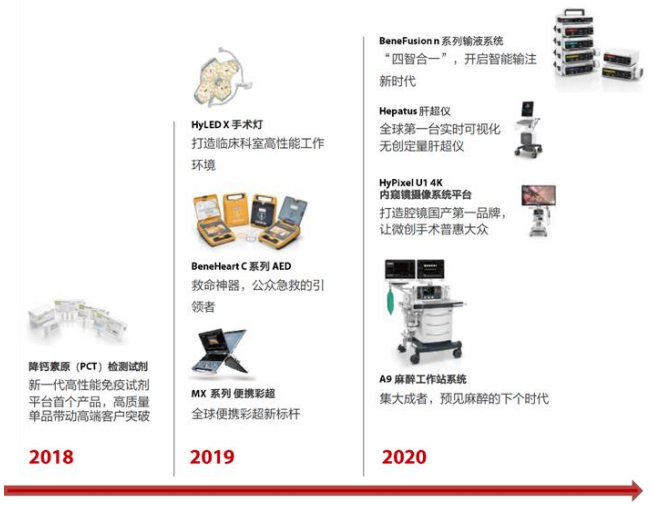 降钙素原（PCT）检测试剂
新一代高性能免疫试剂
平台首个产品，高质量
单品带动高端客户突破
2018
HyLED X 手术灯
打造临床科室高性能工作
环境
BeneHeart C 系列 AED
救命神器，公众急救的引
领者
MX 系列 便携彩超
全球便携彩超新标杆
2019
BeneFusion n 系列输液系统
“四智合一”，开启智能输注
新时代
Hepatus 肝超仪
全球第一台实时可视化
无创定量肝超仪
HyPixel U1 4K
内窥镜摄像系统平台
打造腔镜国产第一品牌，
让微创手术普惠大众
A9 麻醉工作站系统
集大成者，预见麻醉的下个时代
2020